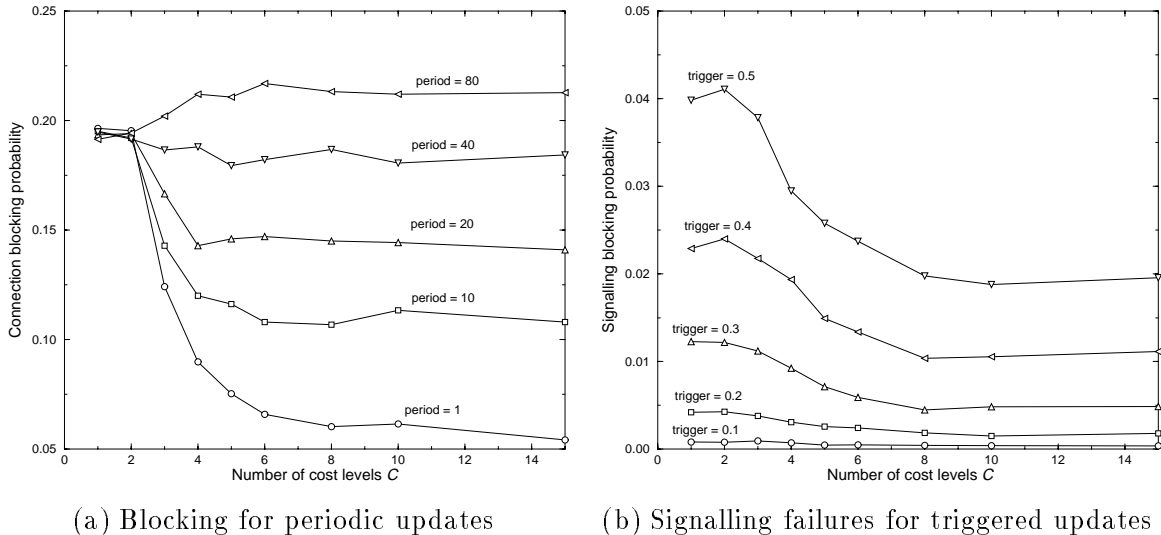 0.25
0.20
0.15
0.10
0.05
Connection blocking probability
period = 80
period = 40
period = 20
period = 10
period = 1
0 2 4 6 8 10 12 14
Number of cost levels C
(a) Blocking for periodic updates
0.05
0.04
0.03
0.02
0.01
0.00
Signalling blocking probability
trigger = 0.5
trigger = 0.4
trigger = 0.3
trigger = 0.2
trigger = 0.1
0 2 4 6 8 10 12 14
Number of cost levels C
(b) Signalling failures for triggered updates